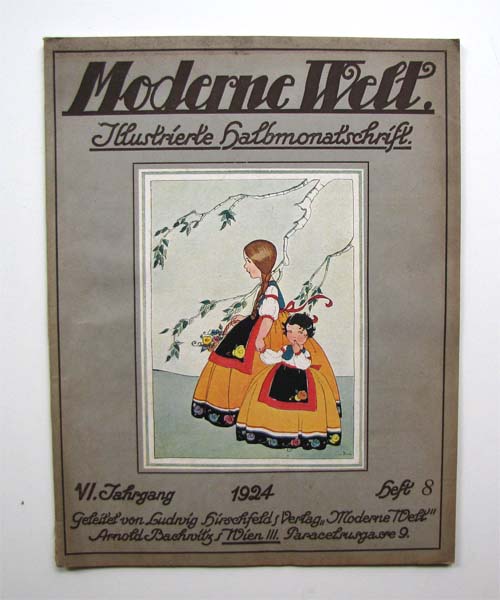 Moderne Welt.
Illustrierte Halbmonatschrift.
VI. Jahrgang 1924 Heft 8
Geleitet von Ludwig Hirschfeld / Verlag „Moderne Welt"
Arnold Bachwitz / Wien III. Paracelsusgasse 9.